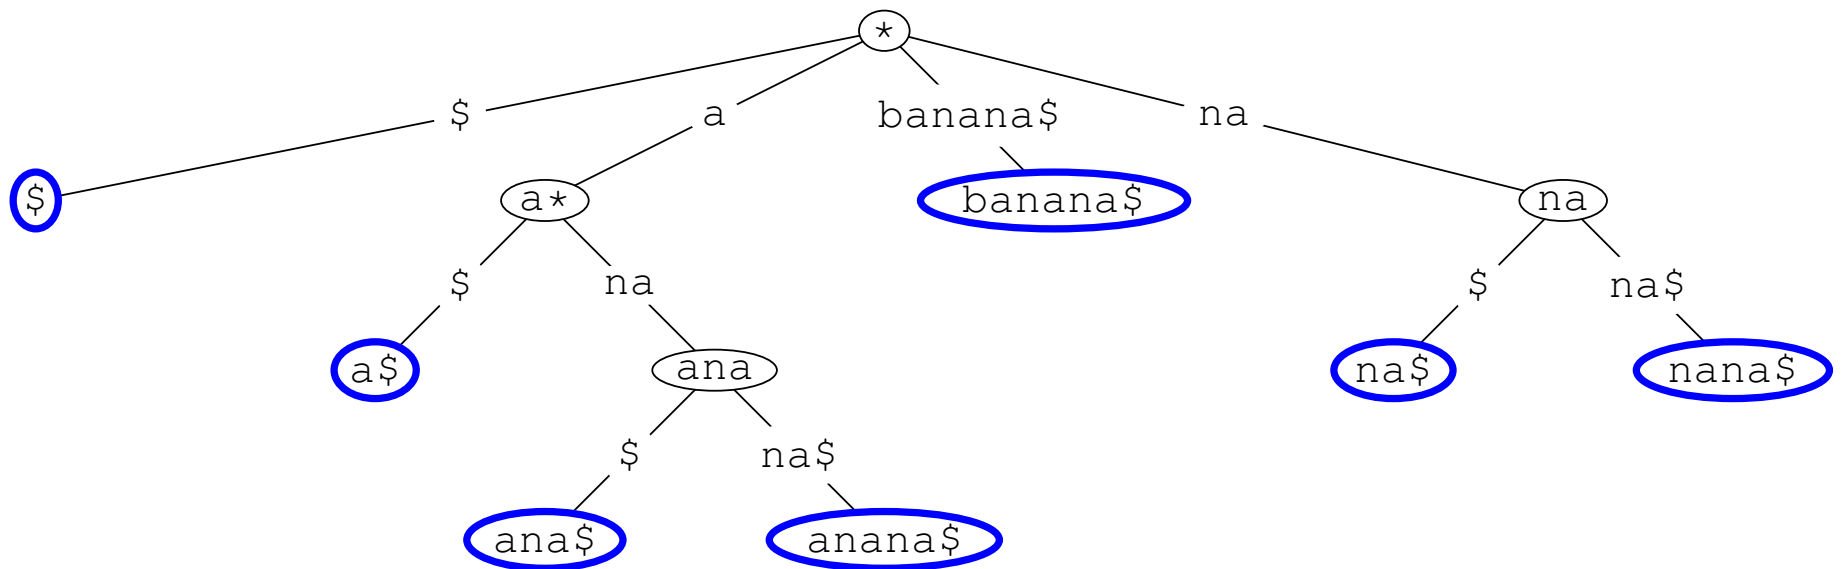 *
$ a banana$ na
$ a* banana$ na
$ na $ na$
a$ ana na$ nana$
$ na$
ana$ anana$